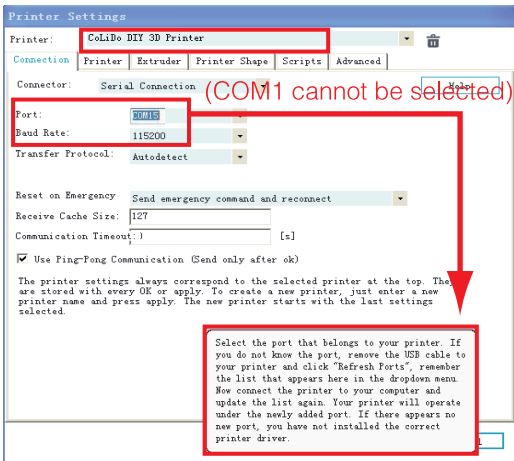 Printer Settings
Printer: CoLiDo DIY 3D Printer
Connection Printer Extruder Printer Shape Scripts Advanced
Connector: Serial Connection Help
(COM1 cannot be selected)
Port: COM15
Baud Rate: 115200
Transfer Protocol: Autodetect
Reset on Emergency Send emergency command and reconnect
Receive Cache Size: 127
Communication Timeout: [s]
Use Ping-Pong Communication (Send only after ok)
The printer settings always correspond to the selected printer at the top. They
are stored with every OK or apply. To create a new printer, just enter a new
printer name and press apply. The new printer starts with the last settings
selected.
Select the port that belongs to your printer. If
you do not know the port, remove the USB cable to
your printer and click "Refresh Ports", remember
the list that appears here in the dropdown menu.
Now connect the printer to your computer and
update the list again. Your printer will operate
under the newly added port. If there appears no
new port, you have not installed the correct
printer driver.